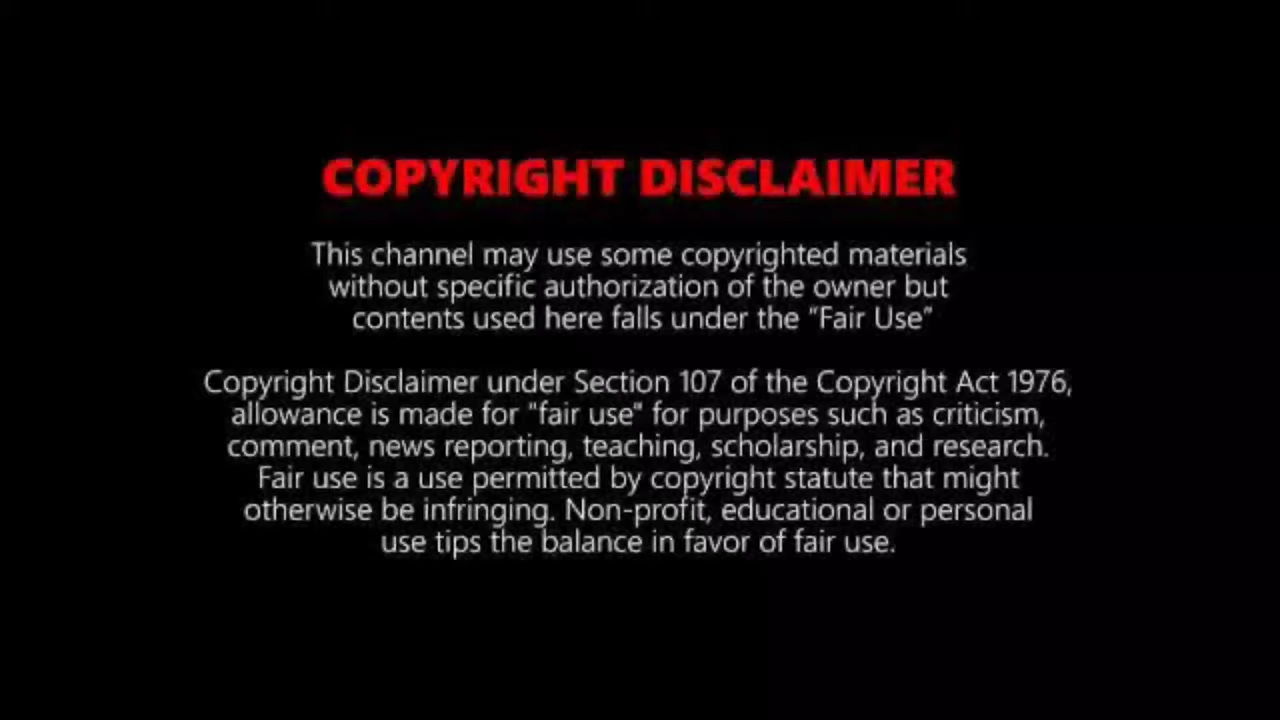 COPYRIGHT DISCLAIMER
This channel may use some copyrighted materials
without specific authorization of the owner but
contents used here falls under the "Fair Use"
Copyright Disclaimer under Section 107 of the Copyright Act 1976,
allowance is made for "fair use" for purposes such as criticism,
comment, news reporting, teaching, scholarship, and research.
Fair use is a use permitted by copyright statute that might
otherwise be infringing. Non-profit, educational or personal
use tips the balance in favor of fair use.